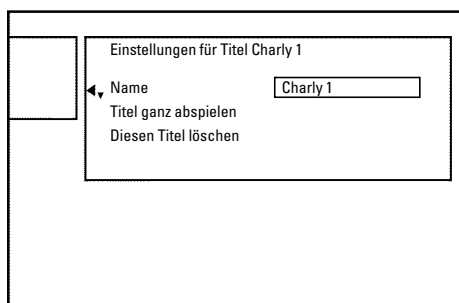 Einstellungen für Titel Charly 1
Name Charly 1
Titel ganz abspielen
Diesen Titel löschen